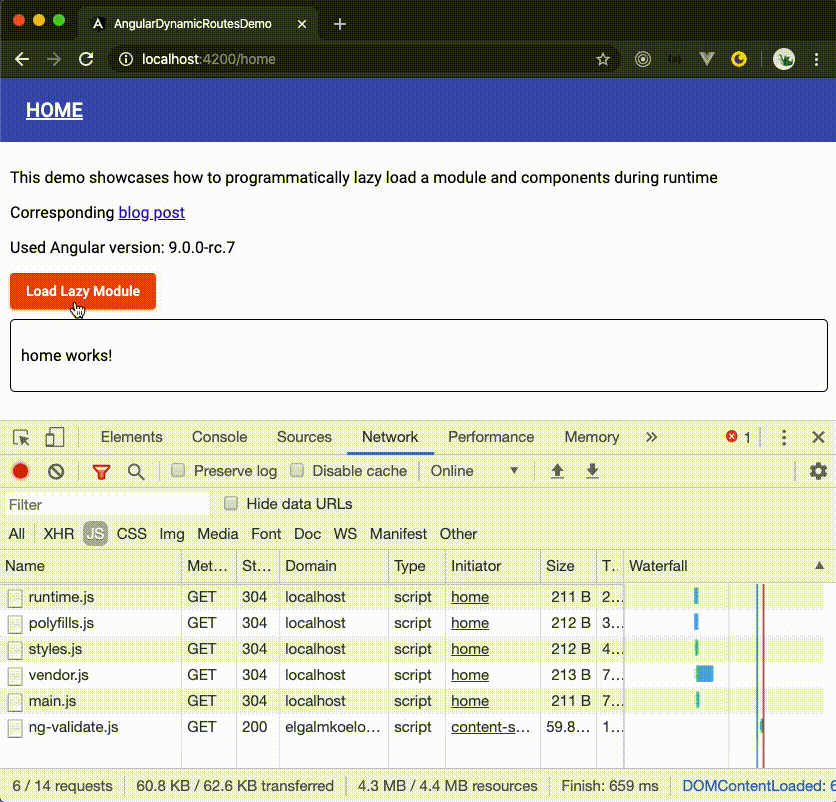 AngularDynamicRoutesDemo
localhost:4200/home
HOME
This demo showcases how to programmatically lazy load a module and components during runtime
Corresponding blog post
Used Angular version: 9.0.0-rc.7
Load Lazy Module
home works!
Elements Console Sources Network Performance Memory » 1
Preserve log Disable cache Online
Filter Hide data URLs
All XHR JS CSS Img Media Font Doc WS Manifest Other
Name Met... St... Domain Type Initiator Size T... Waterfall
runtime.js GET 304 localhost script home 211 B 2...
polyfills.js GET 304 localhost script home 212 B 3...
styles.js GET 304 localhost script home 212 B 4...
vendor.js GET 304 localhost script home 213 B 7...
main.js GET 304 localhost script home 211 B 7...
ng-validate.js GET 200 elgalmkoelo... script content-s... 59.8... 1...
6 / 14 requests 60.8 KB / 62.6 KB transferred 4.3 MB / 4.4 MB resources Finish: 659 ms DOMContentLoaded: